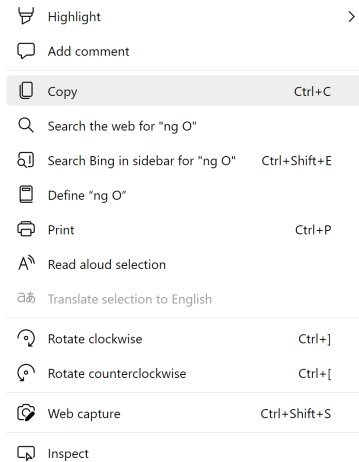 Highlight
Add comment
Copy Ctrl+C
Search the web for "ng O"
Search Bing in sidebar for "ng O" Ctrl+Shift+E
Define “ng O”
Print Ctrl+P
Read aloud selection
Translate selection to English
Rotate clockwise Ctrl+]
Rotate counterclockwise Ctrl+[
Web capture Ctrl+Shift+S
Inspect